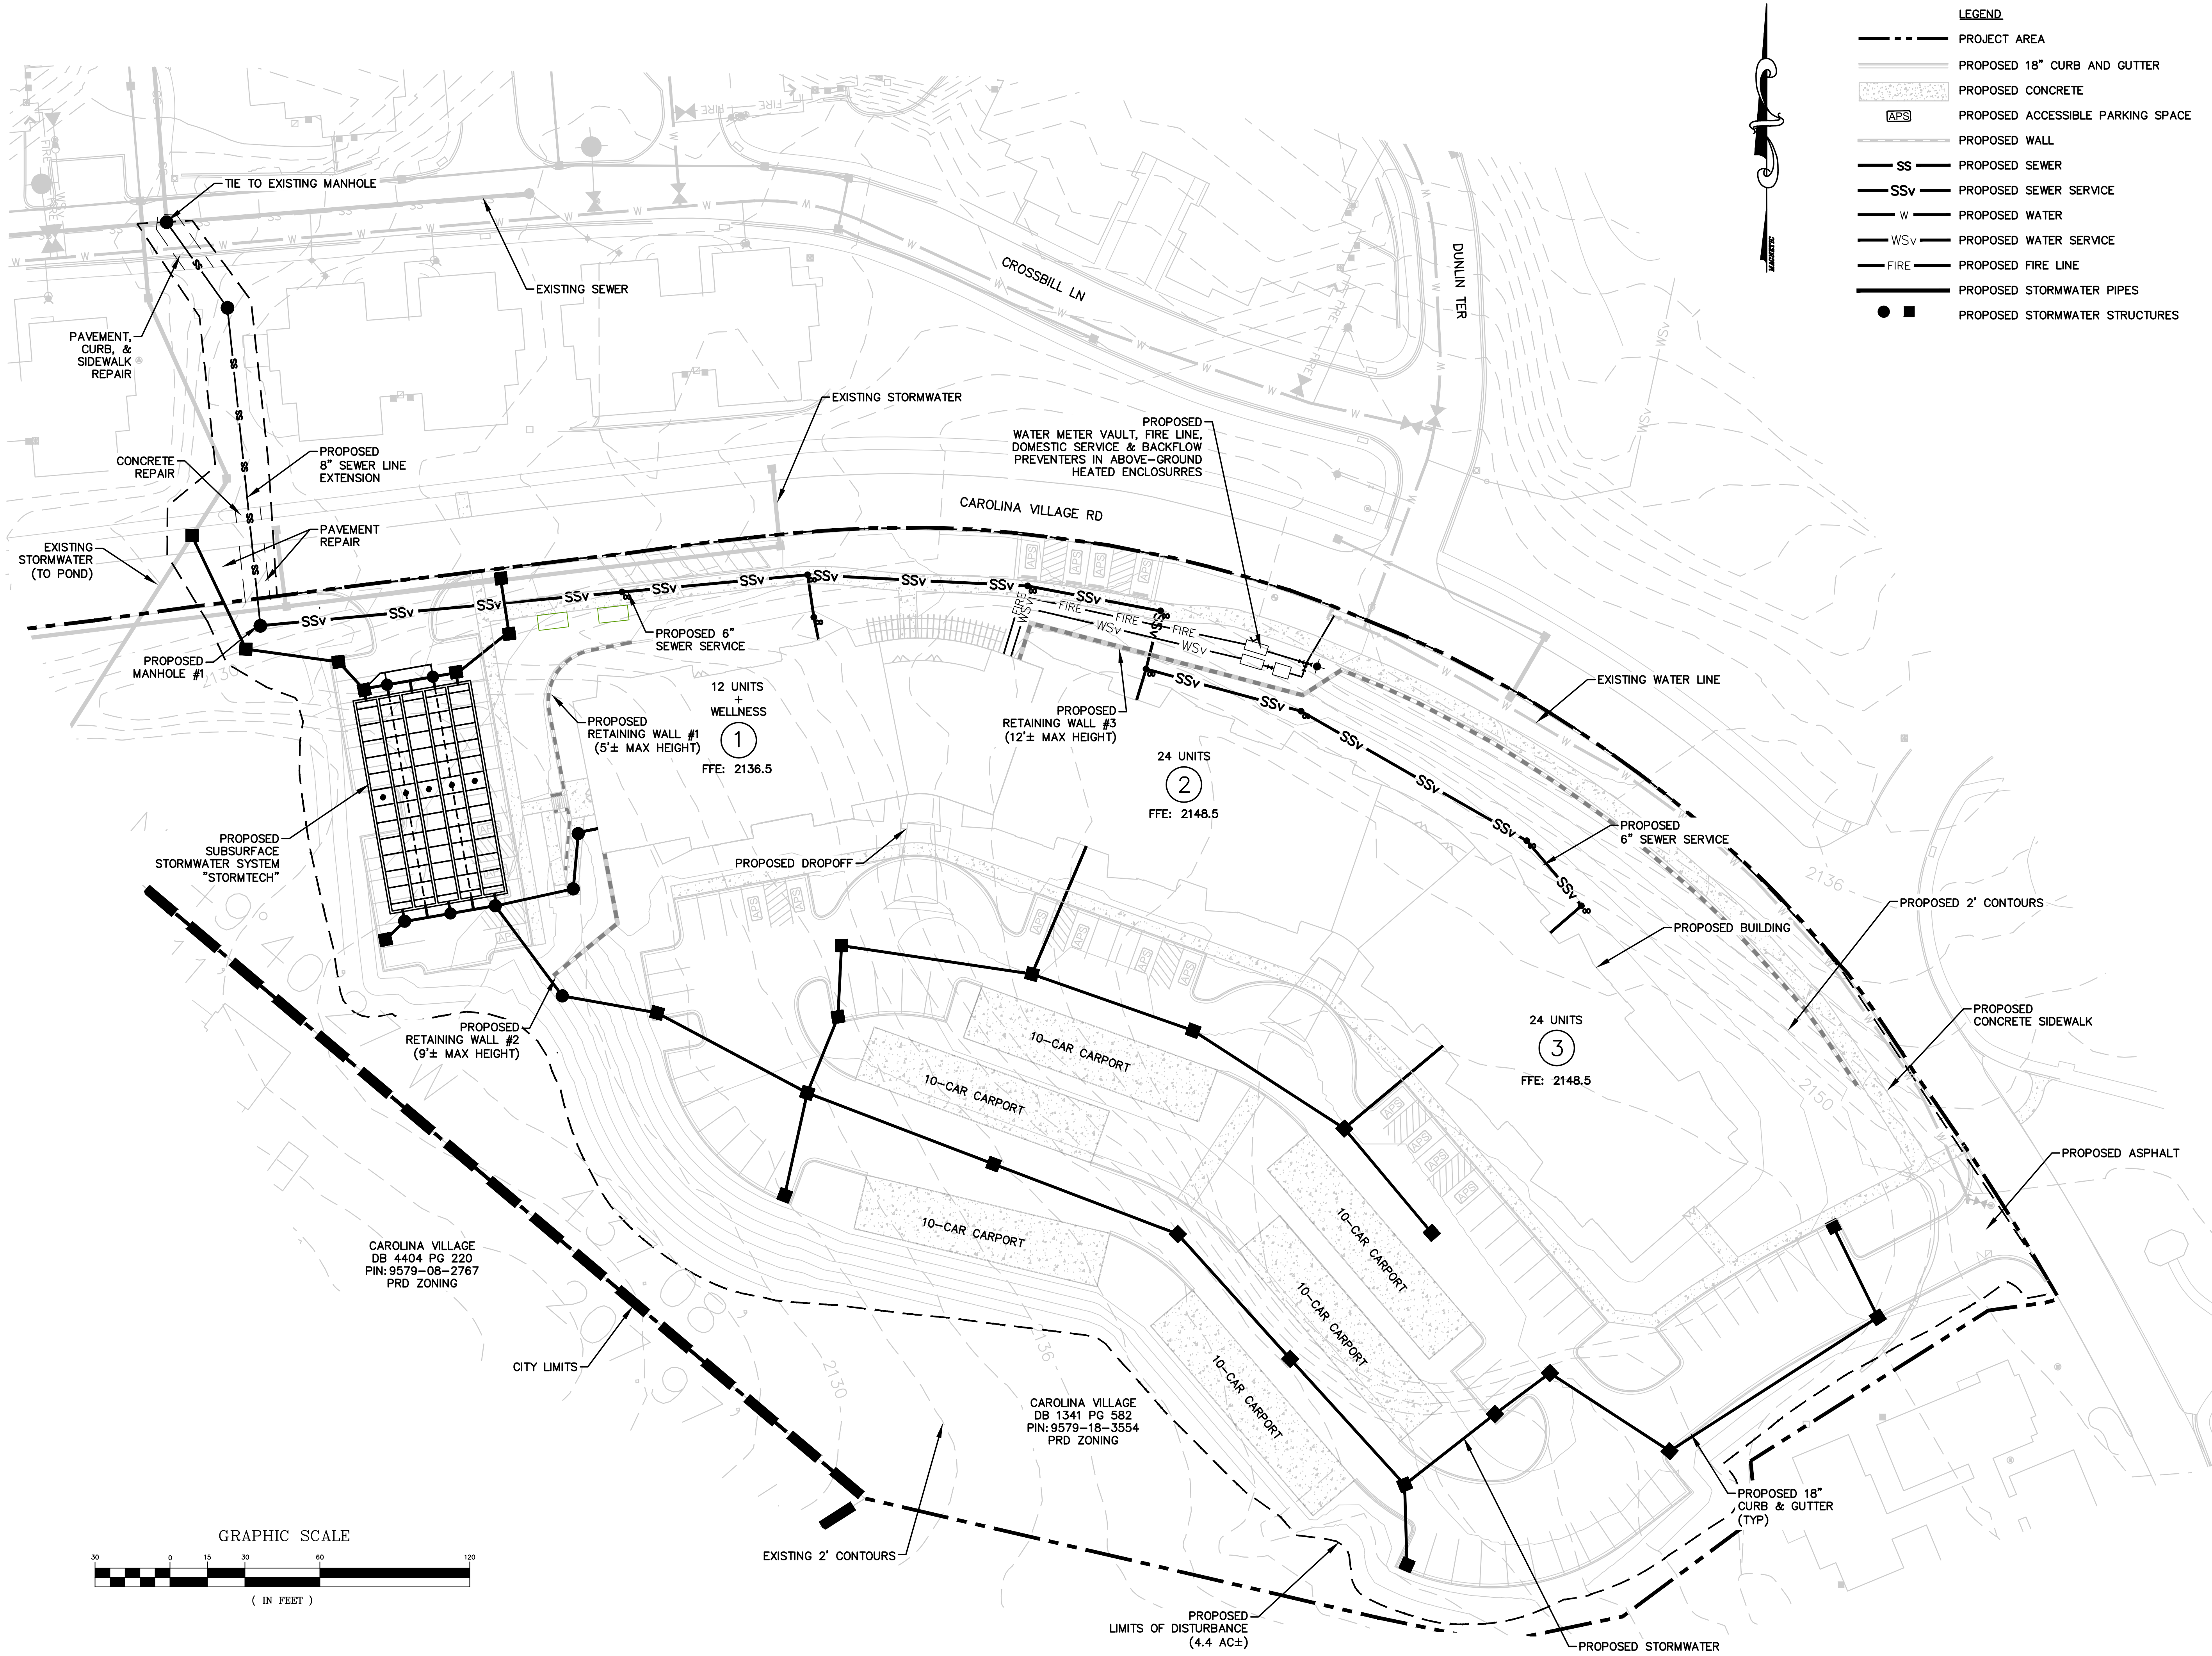 LEGEND
PROJECT AREA
PROPOSED 18" CURB AND GUTTER
PROPOSED CONCRETE
APS
PROPOSED ACCESSIBLE PARKING SPACE
PROPOSED WALL
SS
PROPOSED SEWER
SSv
PROPOSED SEWER SERVICE
W
PROPOSED WATER
WSv
PROPOSED WATER SERVICE
FIRE
PROPOSED FIRE LINE
PROPOSED STORMWATER PIPES
PROPOSED STORMWATER STRUCTURES
MAGNETIC
TIE TO EXISTING MANHOLE
EXISTING SEWER
CROSSBILL LN
DUNLIN TER
PAVEMENT,
CURB, &
SIDEWALK
REPAIR
EXISTING STORMWATER
PROPOSED
WATER METER VAULT, FIRE LINE,
DOMESTIC SERVICE & BACKFLOW
PREVENTERS IN ABOVE-GROUND
HEATED ENCLOSURRES
CONCRETE
REPAIR
PROPOSED
8" SEWER LINE
EXTENSION
CAROLINA VILLAGE RD
PAVEMENT
REPAIR
EXISTING
STORMWATER
(TO POND)
PROPOSED
MANHOLE #1
PROPOSED 6"
SEWER SERVICE
EXISTING WATER LINE
12 UNITS
+
WELLNESS
1
FFE: 2136.5
PROPOSED
RETAINING WALL #1
(5'± MAX HEIGHT)
PROPOSED
RETAINING WALL #3
(12'± MAX HEIGHT)
24 UNITS
2
FFE: 2148.5
PROPOSED
SUBSURFACE
STORMWATER SYSTEM
"STORMTECH"
PROPOSED DROPOFF
PROPOSED
6" SEWER SERVICE
2136
PROPOSED 2' CONTOURS
PROPOSED BUILDING
PROPOSED
RETAINING WALL #2
(9'± MAX HEIGHT)
24 UNITS
3
FFE: 2148.5
PROPOSED
CONCRETE SIDEWALK
2150
10-CAR CARPORT
10-CAR CARPORT
10-CAR CARPORT
10-CAR CARPORT
10-CAR CARPORT
10-CAR CARPORT
PROPOSED ASPHALT
CAROLINA VILLAGE
DB 4404 PG 220
PIN: 9579-08-2767
PRD ZONING
CITY LIMITS
2130
2136
CAROLINA VILLAGE
DB 1341 PG 582
PIN: 9579-18-3554
PRD ZONING
PROPOSED 18"
CURB & GUTTER
(TYP)
EXISTING 2' CONTOURS
PROPOSED
LIMITS OF DISTURBANCE
(4.4 AC±)
PROPOSED STORMWATER
GRAPHIC SCALE
30 0 15 30 60 120
( IN FEET )